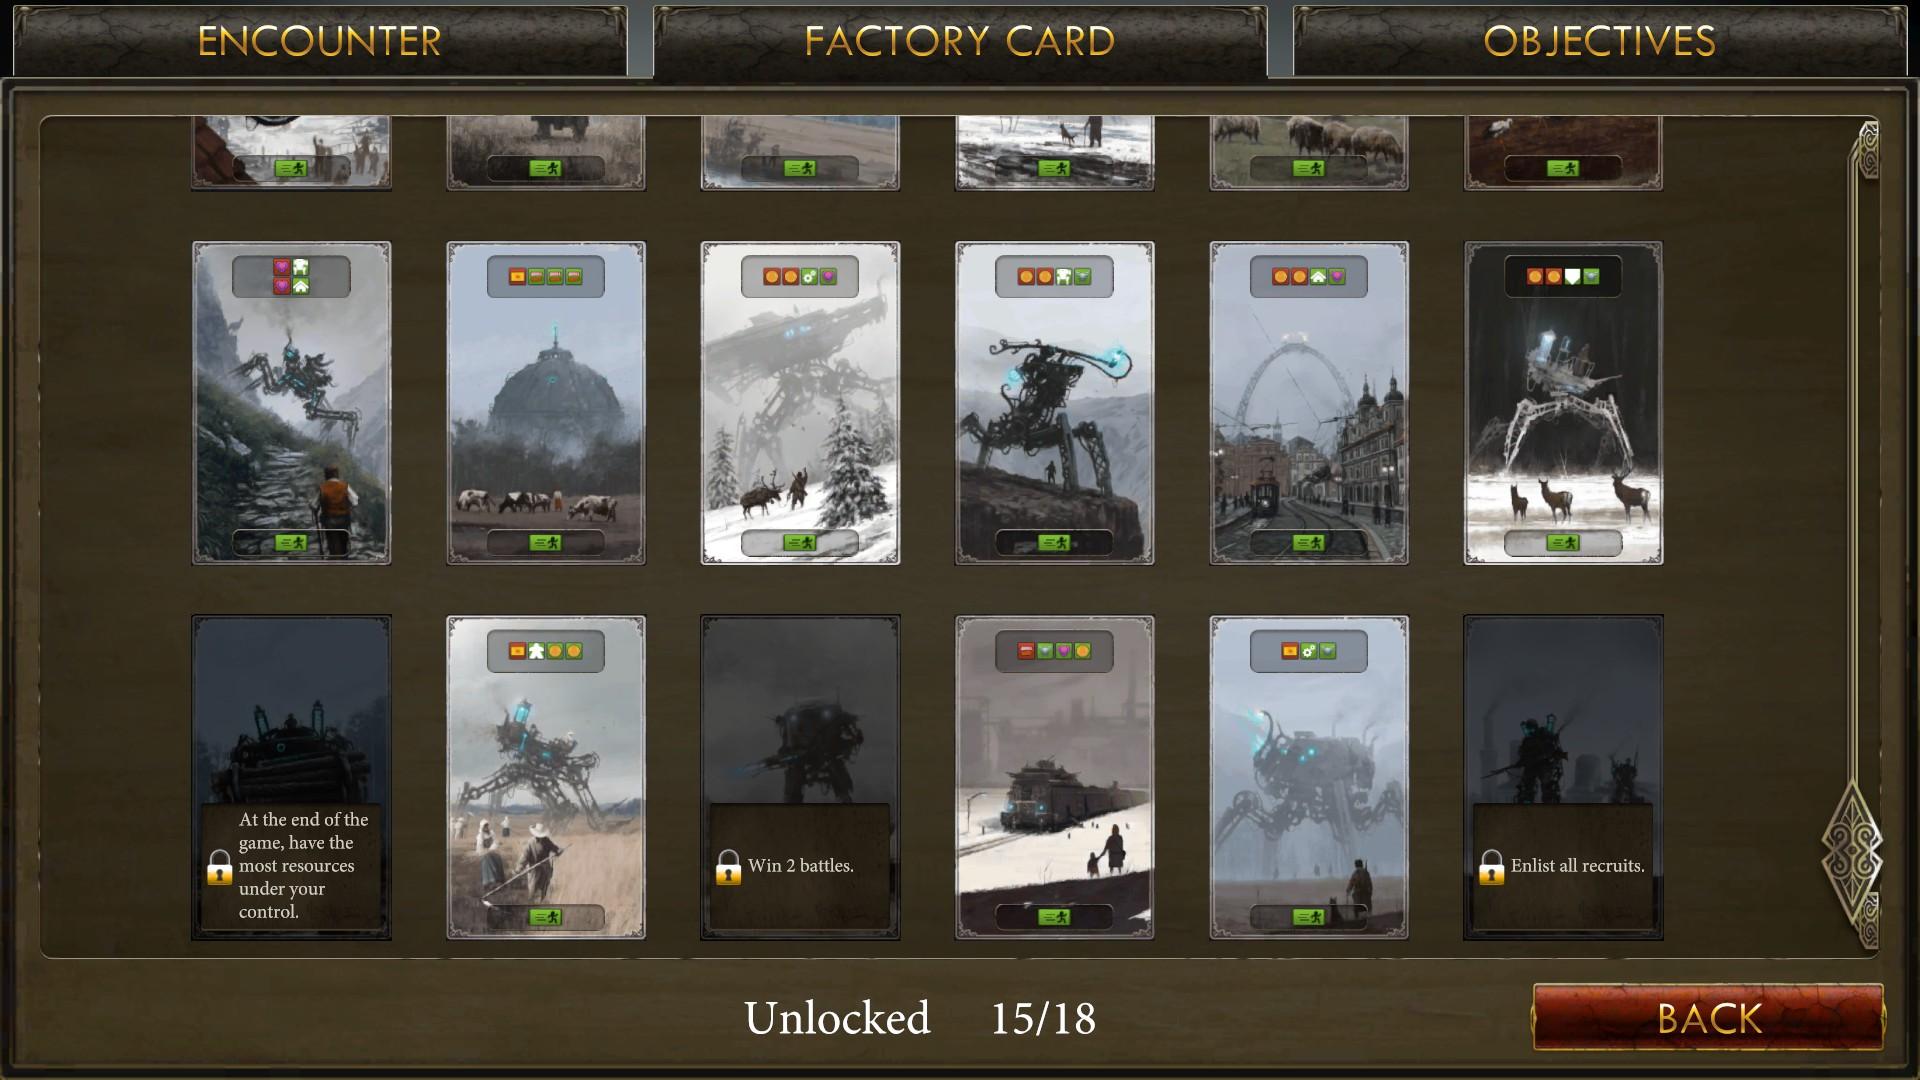 ENCOUNTER
FACTORY CARD
OBJECTIVES
At the end of the
game, have the
most resources
under your
control.
Win 2 battles.
Enlist all recruits.
Unlocked 15/18
BACK